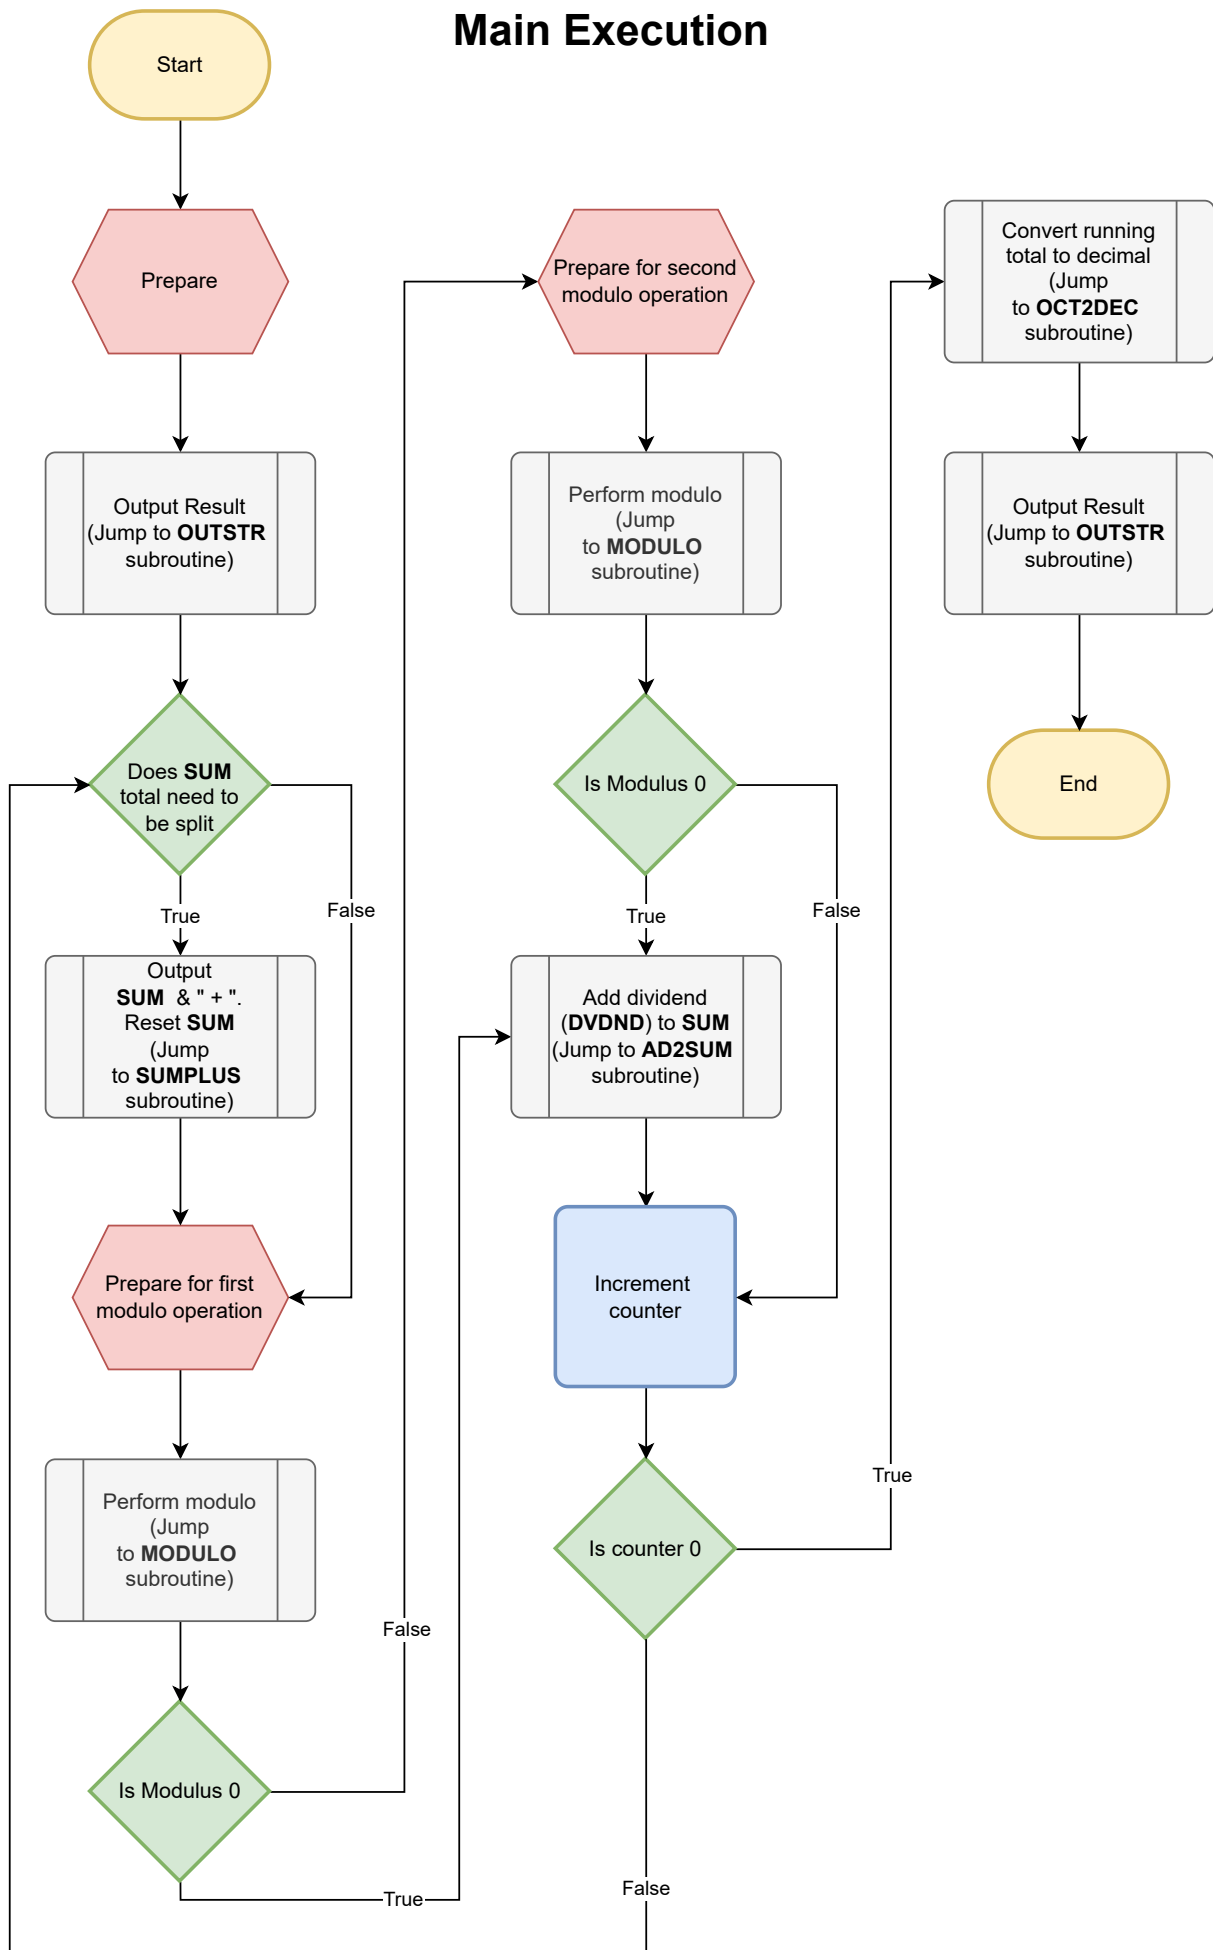 Main Execution
Start
Prepare
Output Result
(Jump to OUTSTR
subroutine)
Does SUM
total need to
be split
True
False
Output
SUM & " + ".
Reset SUM
(Jump
to SUMPLUS
subroutine)
Prepare for first
modulo operation
Perform modulo
(Jump
to MODULO
subroutine)
Is Modulus 0
False
True
Prepare for second
modulo operation
Perform modulo
(Jump
to MODULO
subroutine)
Is Modulus 0
True
False
Add dividend
(DVDND) to SUM
(Jump to AD2SUM
subroutine)
Increment
counter
Is counter 0
True
False
Convert running
total to decimal
(Jump
to OCT2DEC
subroutine)
Output Result
(Jump to OUTSTR
subroutine)
End